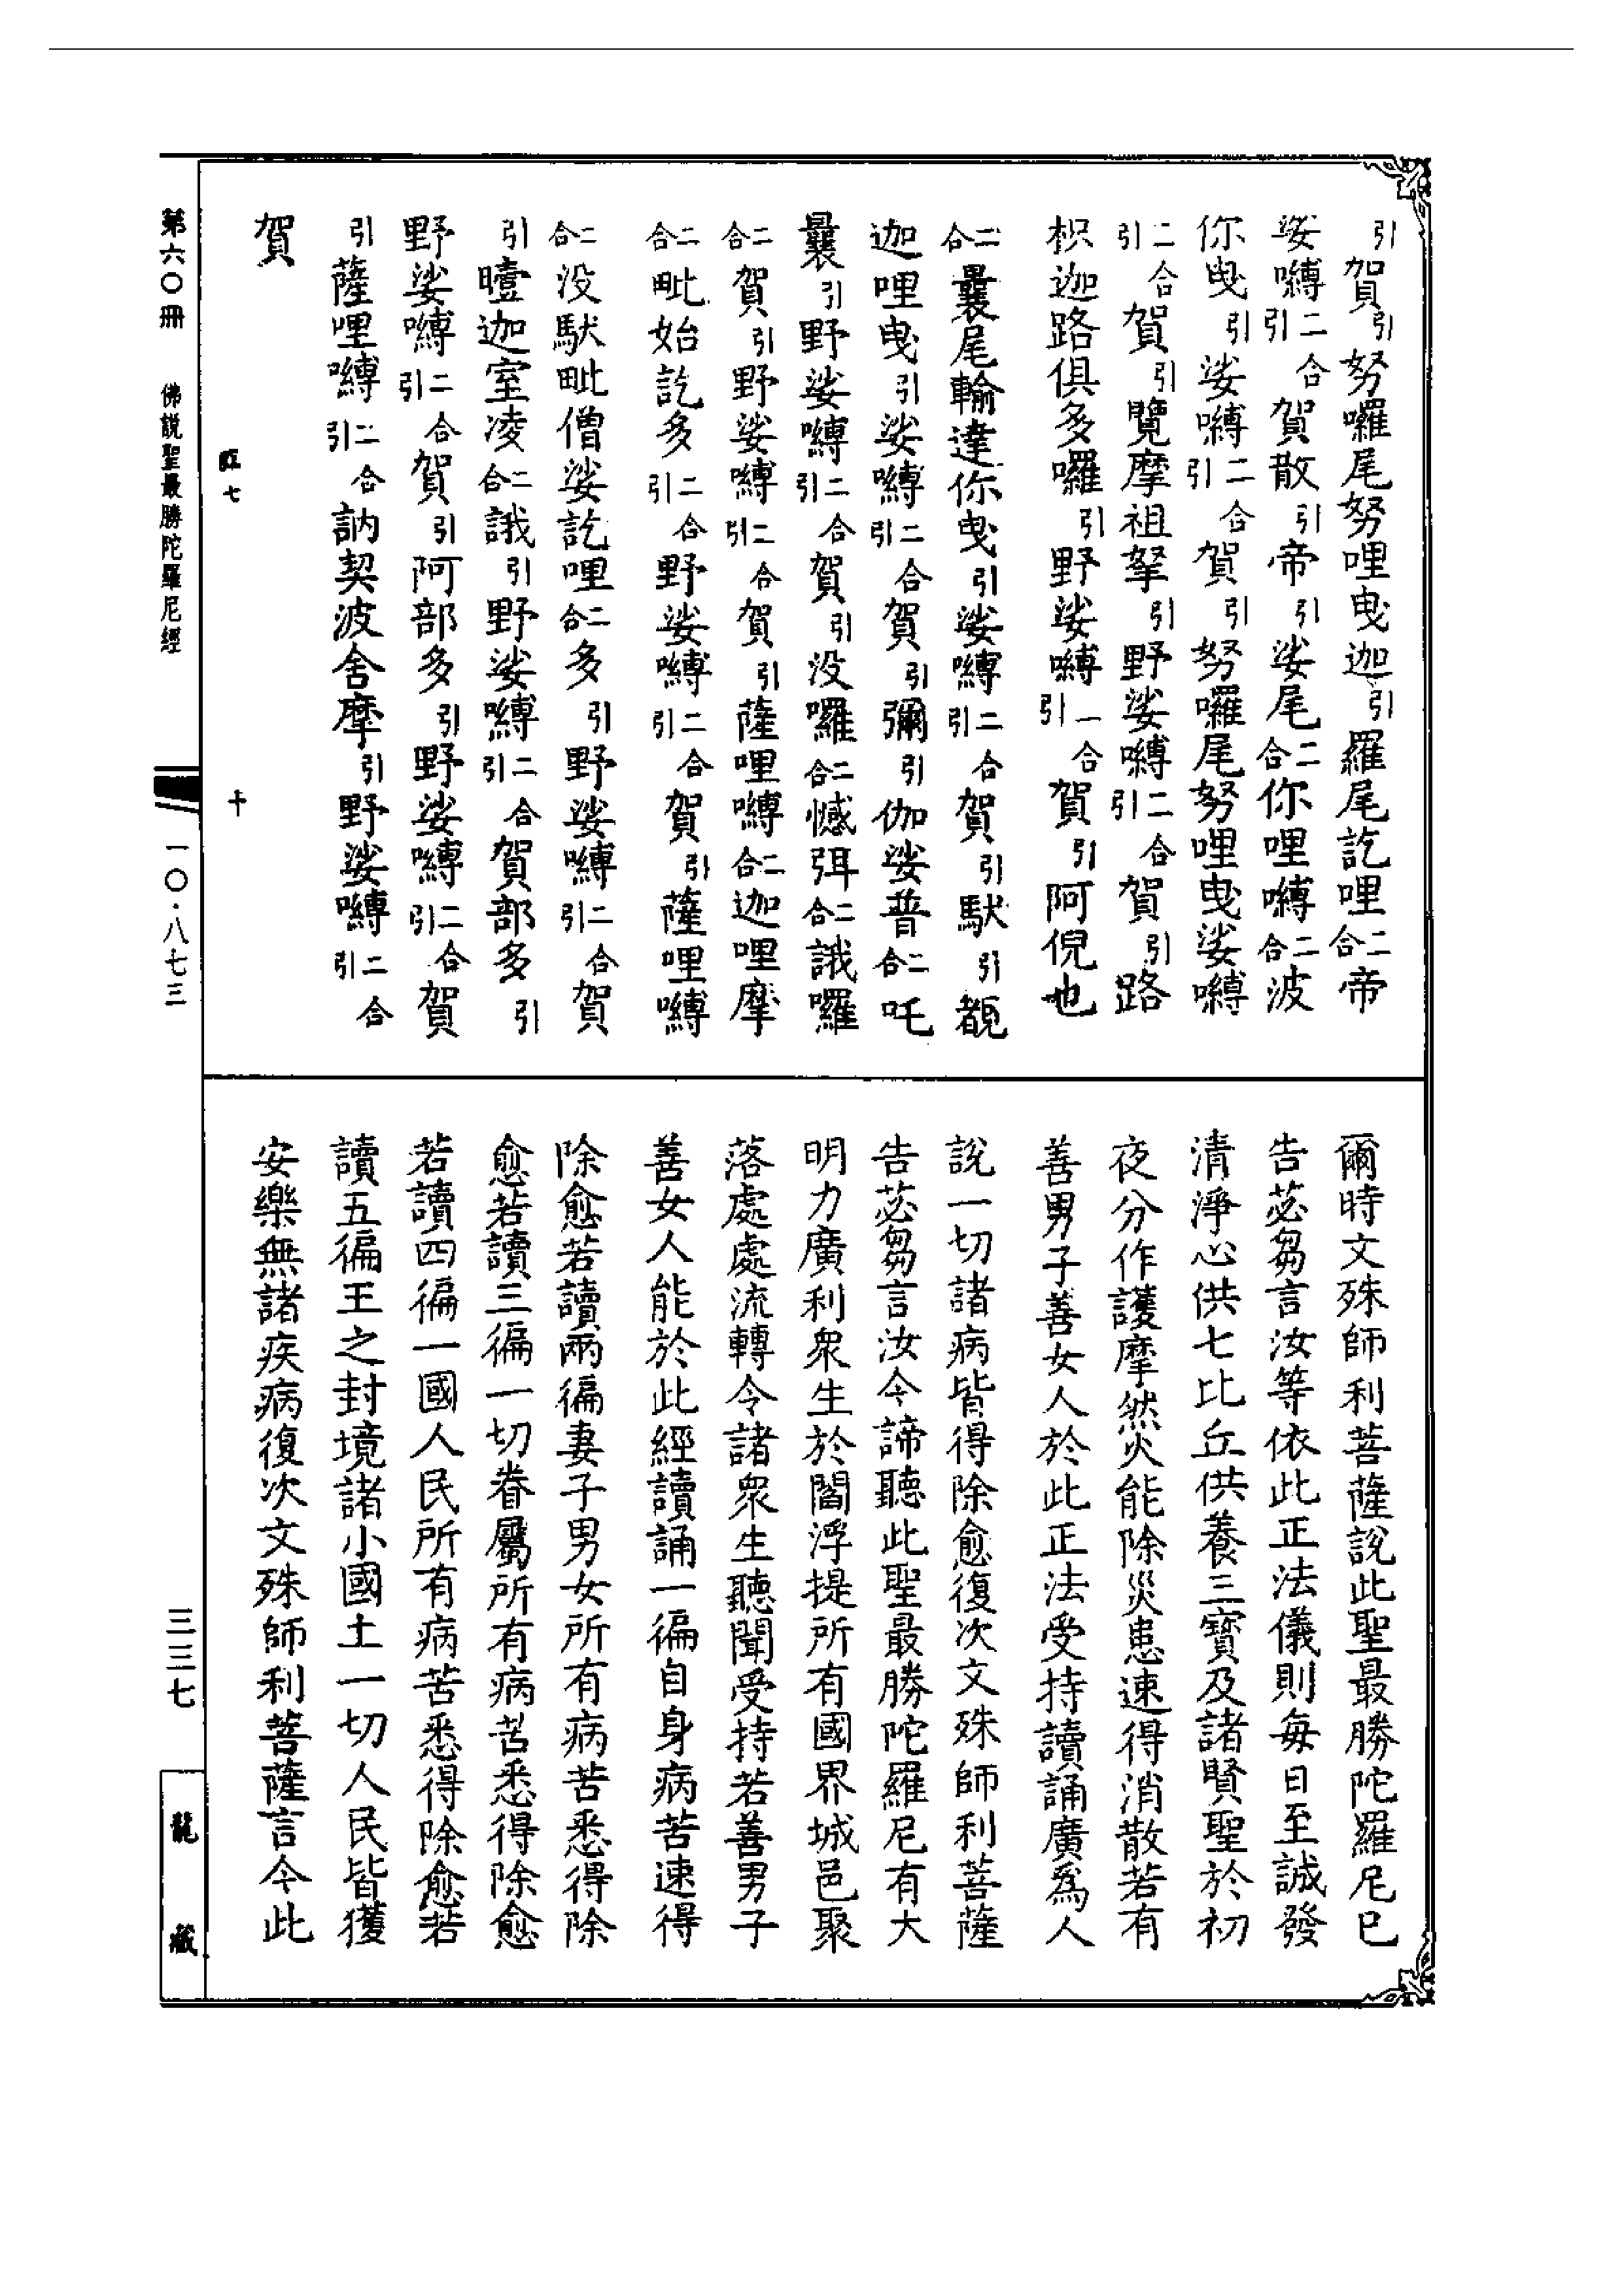 引賀引努囉尾努哩曵迦引羅尾訖哩二合帝
娑嚩二合引賀散引帝引娑尾二合你哩嚩二合波
你曵引娑嚩二合引賀引努囉尾努哩曵娑嚩
二合引賀引覽摩祖拏引野娑嚩二合引賀引路
枳迦路俱多囉引野娑嚩二合引賀引阿倪也
二合曩尾輸達你曵引娑嚩二合引賀引馱引覩
迦哩曵引娑嚩二合引賀引彌引伽娑普二合吒
曩引野娑嚩二合引賀引没囉二合憾弭二合誐囉
二合賀引野娑嚩二合引賀引薩哩嚩二合迦哩摩
二合毗始訖多二合引野娑嚩二合引賀引薩哩嚩
二合没馱毗僧娑訖哩二合多引野娑嚩二合引賀
引曀迦室凌二合誐引野娑嚩二合引賀部多引
野娑嚩二合引賀引阿部多引野娑嚩二合引賀
引薩哩嚩二合引訥契波舍摩引野娑嚩二合引
賀
爾時文殊師利菩薩說此聖最勝陀羅尼已
告苾芻言汝等依此正法儀則每日至誠發
清淨心供七比丘供養三寶及諸賢聖於初
夜分作護摩然火能除災患速得消散若有
善男子善女人於此正法受持讀誦廣為人
說一切諸病皆得除愈復次文殊師利菩薩
告苾芻言汝今諦聽此聖最勝陀羅尼有大
明力廣利衆生於閻浮提所有國界城邑聚
落處處流轉令諸衆生聽聞受持若善男子
善女人能於此經讀誦一徧自身病苦速得
除愈若讀兩徧妻子男女所有病苦悉得除
愈若讀三徧一切眷屬所有病苦悉得除愈
若讀四徧一國人民所有病苦悉得除愈若
讀五徧王之封境諸小國土一切人民皆獲
安樂無諸疾病復次文殊師利菩薩言今此
七 十
第六〇冊 佛說聖最勝陀羅尼經 一〇·八七三 三三七 龍藏